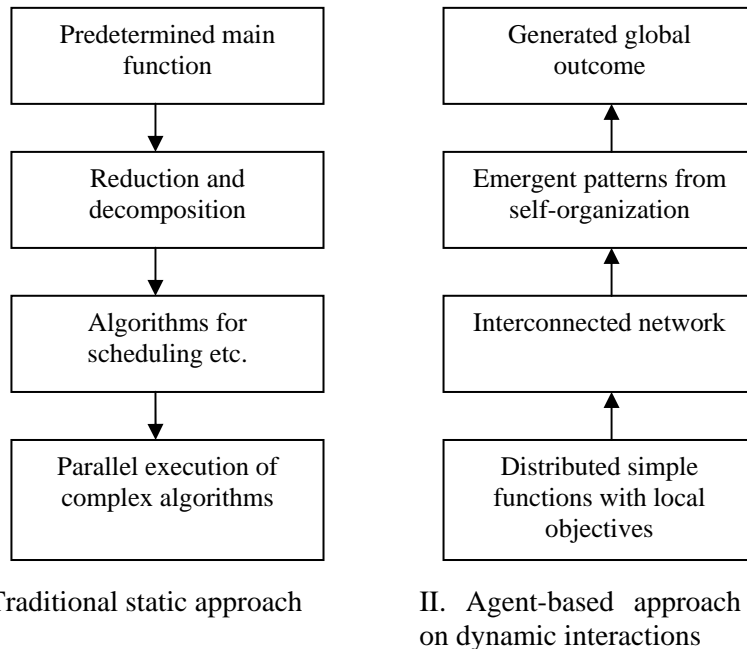 Predetermined main
function
Reduction and
decomposition
Algorithms for
scheduling etc.
Parallel execution of
complex algorithms
Traditional static approach
Generated global
outcome
Emergent patterns from
self-organization
Interconnected network
Distributed simple
functions with local
objectives
II. Agent-based approach
on dynamic interactions